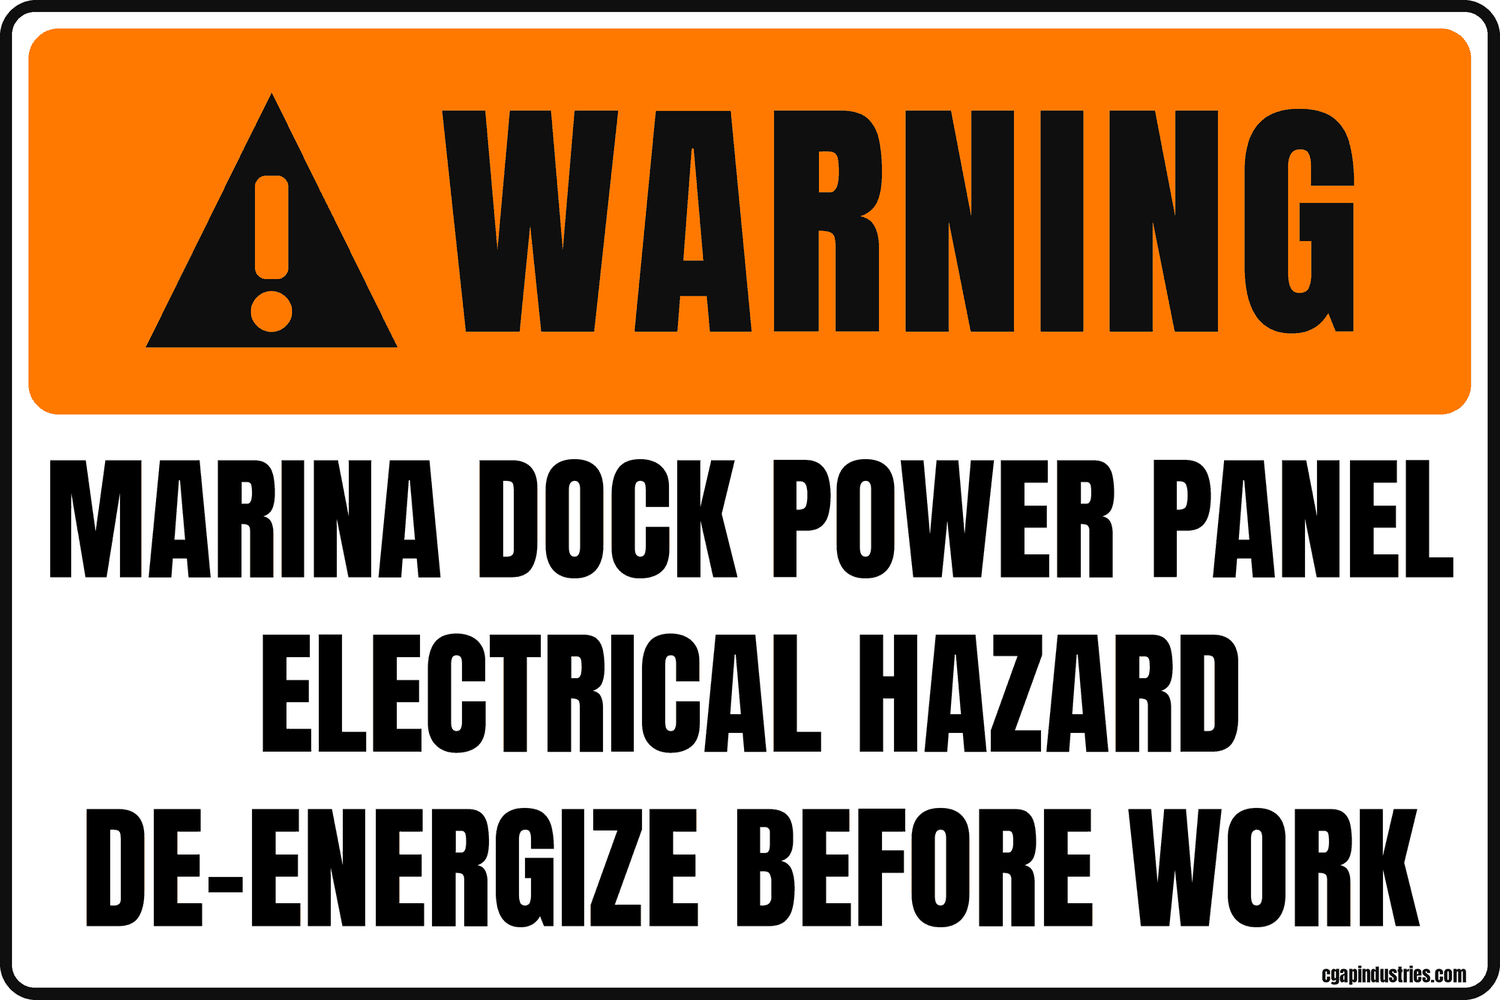 WARNING
MARINA DOCK POWER PANEL
ELECTRICAL HAZARD
DE-ENERGIZE BEFORE WORK
cgapindustries.com